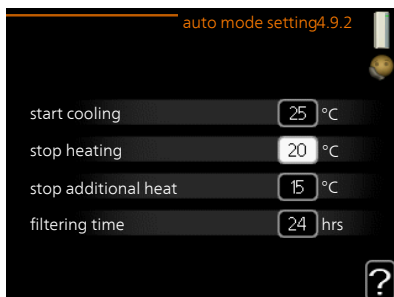 auto mode setting4.9.2
start cooling 25 °C
stop heating 20 °C
stop additional heat 15 °C
filtering time 24 hrs
?